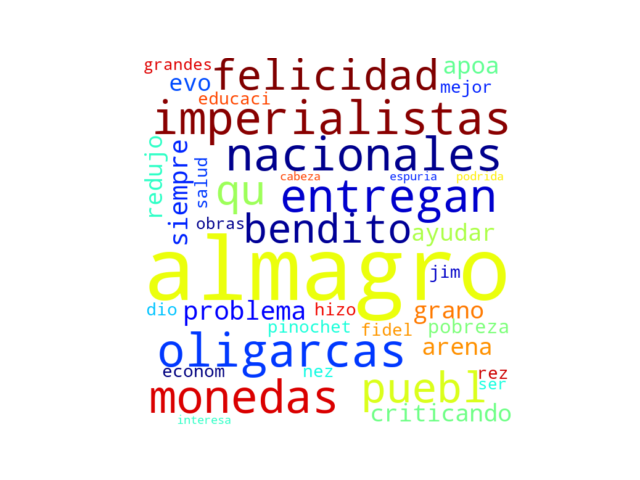 grandes
felicidad
apoa
evo
mejor
educaci
imperialistas
redujo
siempre
salud
nacionales
cabeza
espuria
podrida
qu
entregan
obras
bendito
ayudar
almagro
jim
dio
problema
hizo
grano
pinochet
fidel
pobreza
oligarcas
arena
econom
nez
rez
monedas
puebl
ser
criticando
interesa